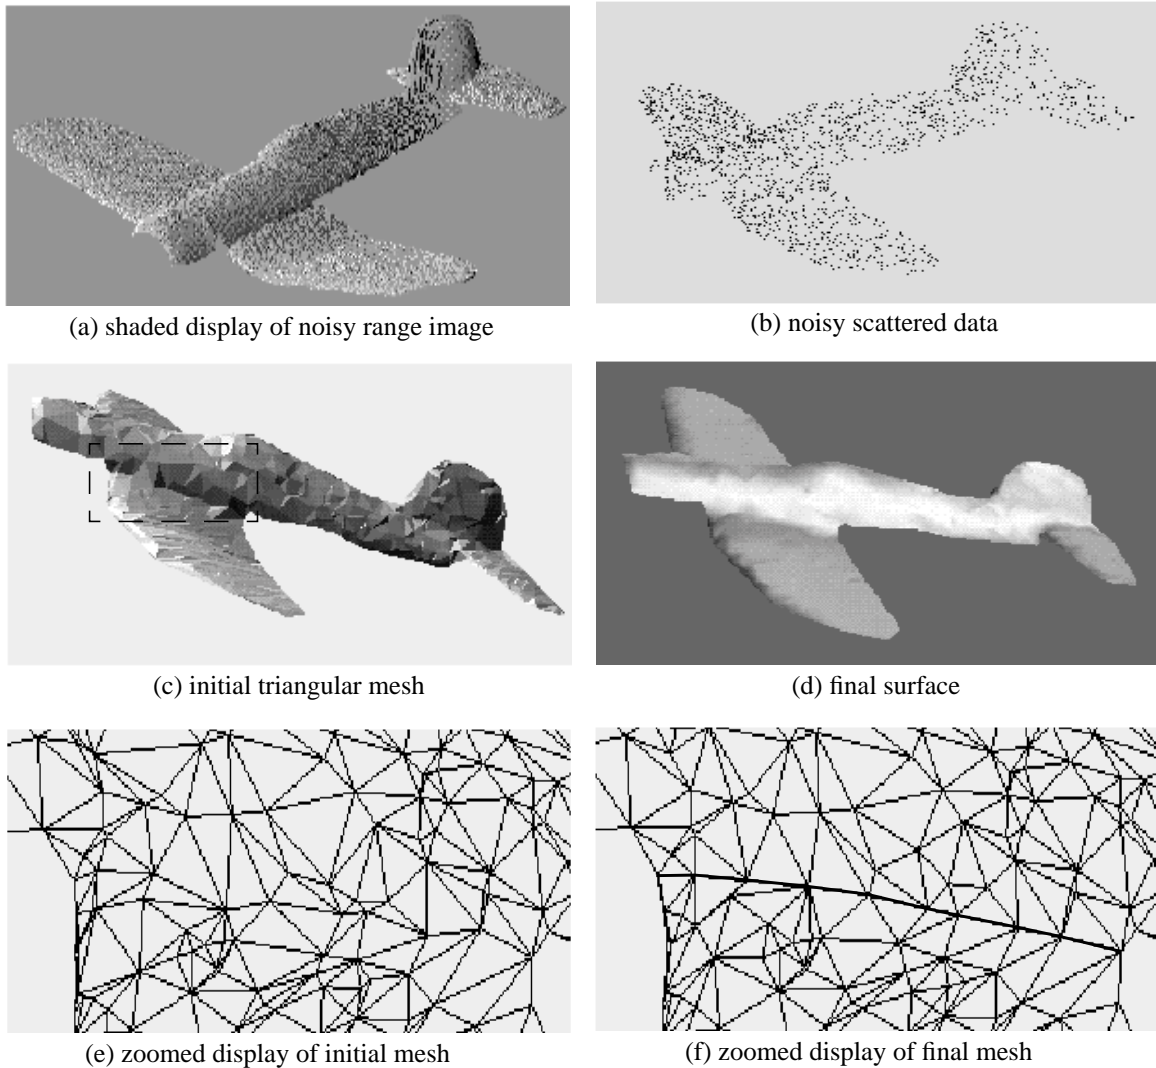 (a) shaded display of noisy range image
(b) noisy scattered data
(c) initial triangular mesh
(d) final surface
(e) zoomed display of initial mesh
(f) zoomed display of final mesh